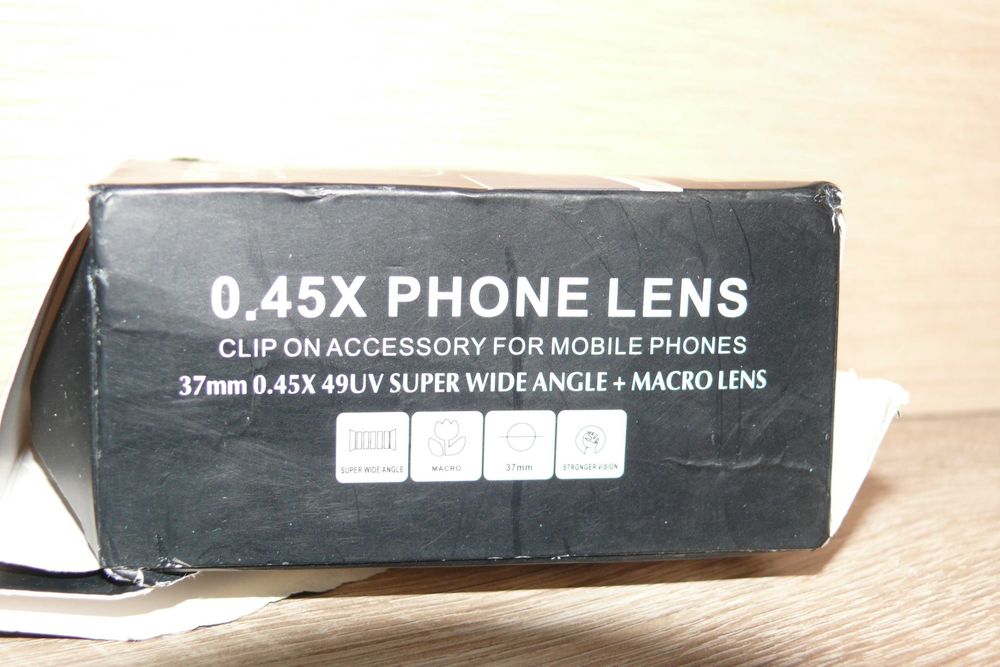 0.45X PHONE LENS
CLIP ON ACCESSORY FOR MOBILE PHONES
37mm 0.45X 49UV SUPER WIDE ANGLE + MACRO LENS
SUPER WIDE ANGLE MACRO 37mm STRONGER VISION